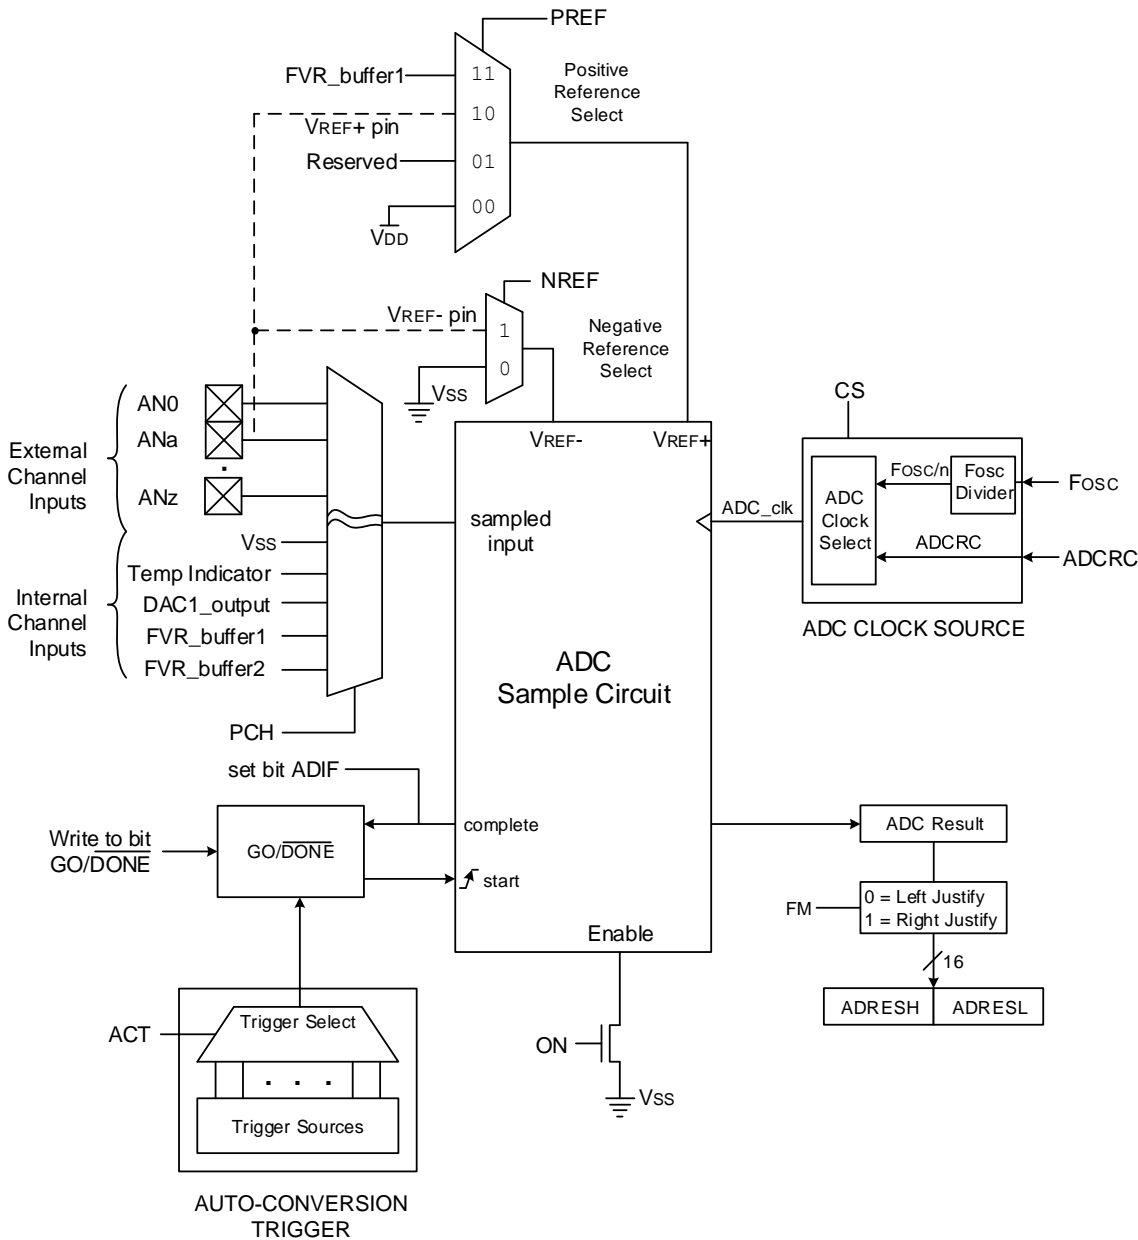 PREF
FVR_buffer1
11
Positive
Reference
Select
10
VREF+ pin
Reserved
01
00
VDD
NREF
VREF- pin
1
Negative
Reference
Select
0
VSS
External
Channel
Inputs
AN0
ANa
.
ANz
VREF-
VREF+
CS
ADC
Clock
Select
FOSC/n
Fosc
Divider
FOSC
ADCRC
ADCRC
ADC_clk
ADC CLOCK SOURCE
sampled
input
Internal
Channel
Inputs
VSS
Temp Indicator
DAC1_output
FVR_buffer1
FVR_buffer2
ADC
Sample Circuit
PCH
set bit ADIF
Write to bit
GO/DONE
GO/DONE
complete
start
Enable
ADC Result
FM
0 = Left Justify
1 = Right Justify
16
ADRESH
ADRESL
ON
VSS
ACT
Trigger Select
. . .
Trigger Sources
AUTO-CONVERSION
TRIGGER